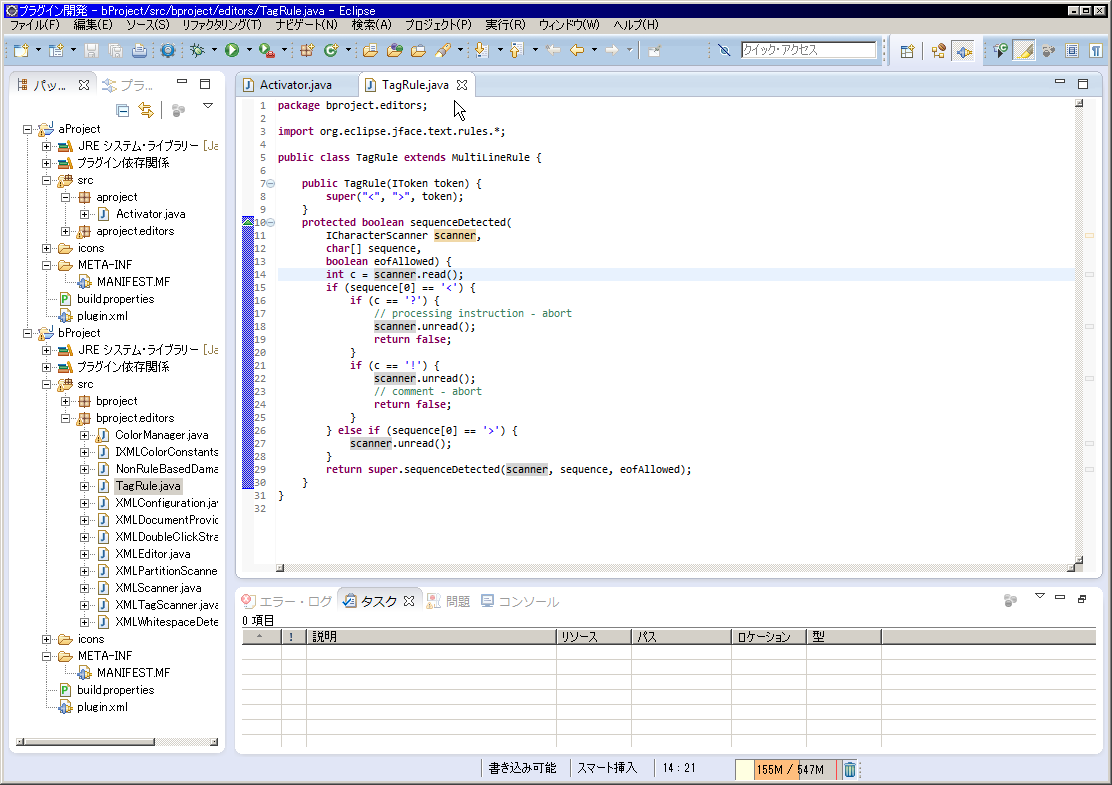 プラグイン開発 - bProject/src/bproject/editors/TagRule.java - Eclipse
ファイル(F) 編集(E) ソース(S) リファクタリング(T) ナビゲート(N) 検索(A) プロジェクト(P) 実行(R) ウィンドウ(W) ヘルプ(H)
クイック・アクセス
パッ... プラ...
aProject
JRE システム・ライブラリー [Ja
プラグイン依存関係
src
aproject
Activator.java
aproject.editors
icons
META-INF
MANIFEST.MF
build.properties
plugin.xml
bProject
JRE システム・ライブラリー [Ja
プラグイン依存関係
src
bproject
bproject.editors
ColorManager.java
IXMLColorConstants
NonRuleBasedDama
TagRule.java
XMLConfiguration.jav
XMLDocumentProvid
XMLDoubleClickStra
XMLEditor.java
XMLPartitionScanne
XMLScanner.java
XMLTagScanner.java
XMLWhitespaceDete
icons
META-INF
MANIFEST.MF
build.properties
plugin.xml
Activator.java TagRule.java
1 package bproject.editors;
2
3 import org.eclipse.jface.text.rules.*;
4
5 public class TagRule extends MultiLineRule {
6
7 public TagRule(IToken token) {
8 super("<", ">", token);
9 }
10 protected boolean sequenceDetected(
11 ICharacterScanner scanner,
12 char[] sequence,
13 boolean eofAllowed) {
14 int c = scanner.read();
15 if (sequence[0] == '<') {
16 if (c == '?') {
17 // processing instruction - abort
18 scanner.unread();
19 return false;
20 }
21 if (c == '!') {
22 scanner.unread();
23 // comment - abort
24 return false;
25 }
26 } else if (sequence[0] == '>') {
27 scanner.unread();
28 }
29 return super.sequenceDetected(scanner, sequence, eofAllowed);
30 }
31 }
32
エラー・ログ タスク 問題 コンソール
0 項目
! 説明 リソース パス ロケーション 型
書き込み可能 スマート挿入 14 : 21 155M / 547M